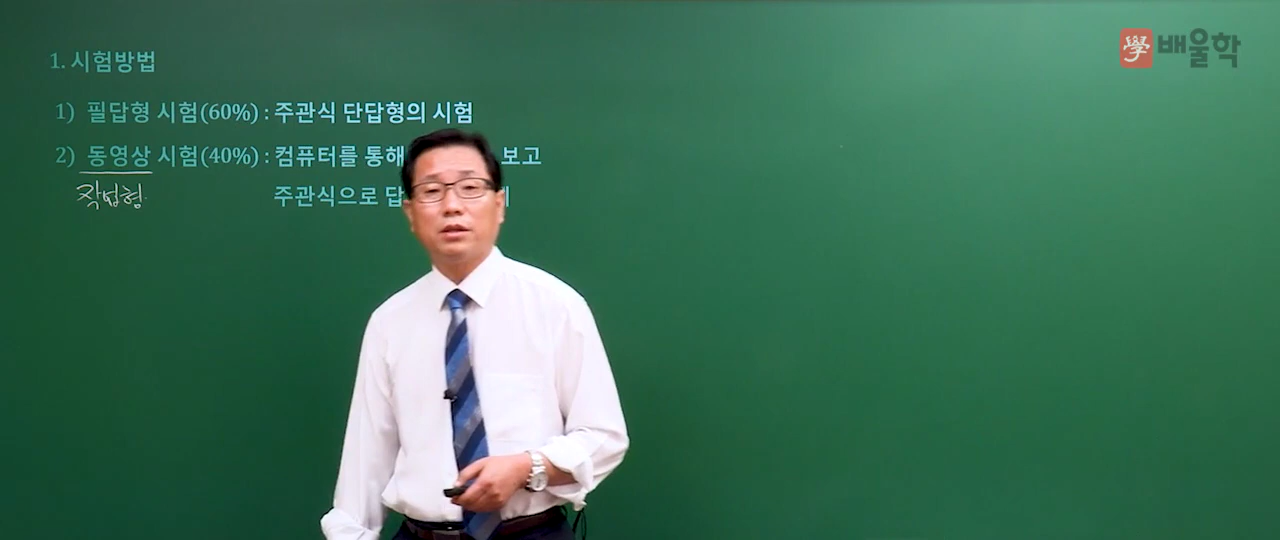 學 배울학
1. 시험방법
1) 필답형 시험(60%) : 주관식 단답형의 시험
2) 동영상 시험(40%) : 컴퓨터를 통해 보고
작업형
주관식으로 답